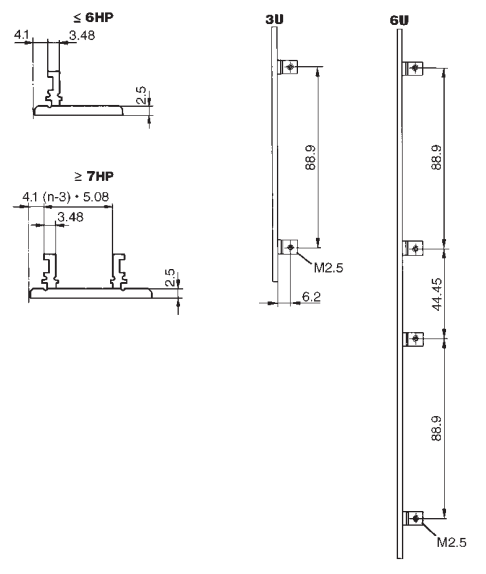 ≤ 6HP
4.1
3.48
2.5
≥ 7HP
4.1 (n-3) • 5.08
3.48
2.5
3U
88.9
M2.5
6.2
6U
88.9
44.45
88.9
M2.5